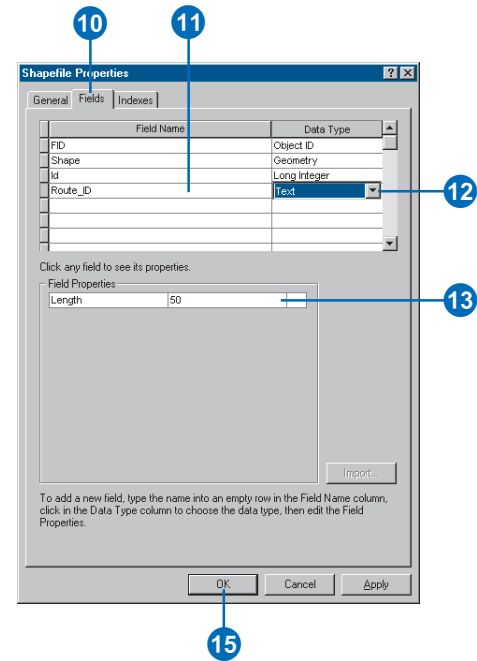 10 11
Shapefile Properties
General Fields Indexes
Field Name Data Type
FID Object ID
Shape Geometry
Id Long Integer
Route_ID Text
12
Click any field to see its properties.
Field Properties
Length 50
13
Import...
To add a new field, type the name into an empty row in the Field Name column,
click in the Data Type column to choose the data type, then edit the Field
Properties.
OK Cancel Apply
15